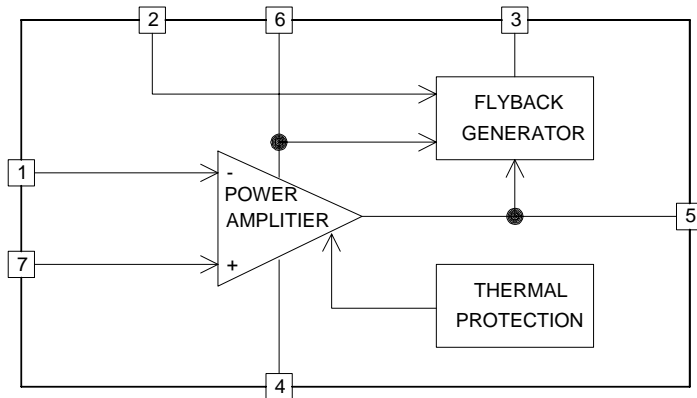 2
6
3
FLYBACK
GENERATOR
1
-
POWER
AMPLITIER
5
7
+
THERMAL
PROTECTION
4